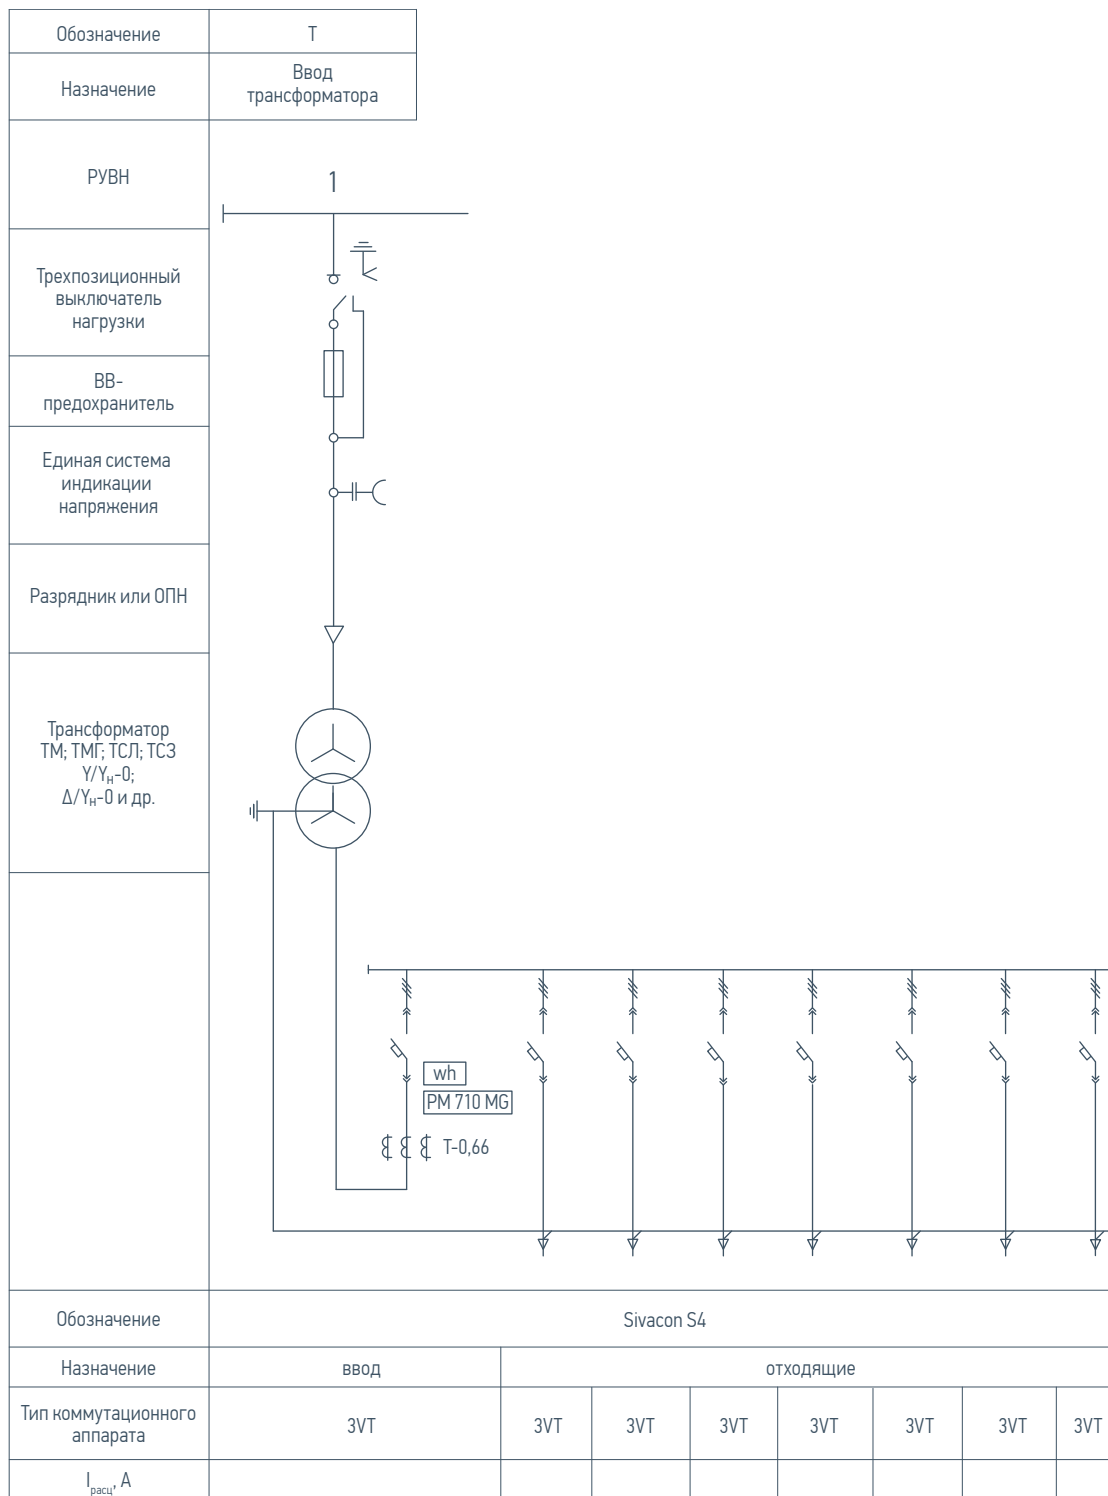 Обозначение
Т
Назначение
Ввод
трансформатора
РУВН
1
Трехпозиционный
выключатель
нагрузки
ВВ-
предохранитель
Единая система
индикации
напряжения
Разрядник или ОПН
Трансформатор
ТМ; ТМГ; ТСЛ; ТСЗ
Y/Yн-0;
Δ/Yн-0 и др.
wh
PM 710 MG
Т-0,66
Обозначение
Sivacon S4
Назначение
ввод
отходящие
Тип коммутационного
аппарата
3VT
3VT
3VT
3VT
3VT
3VT
3VT
3VT
Iрасц, А